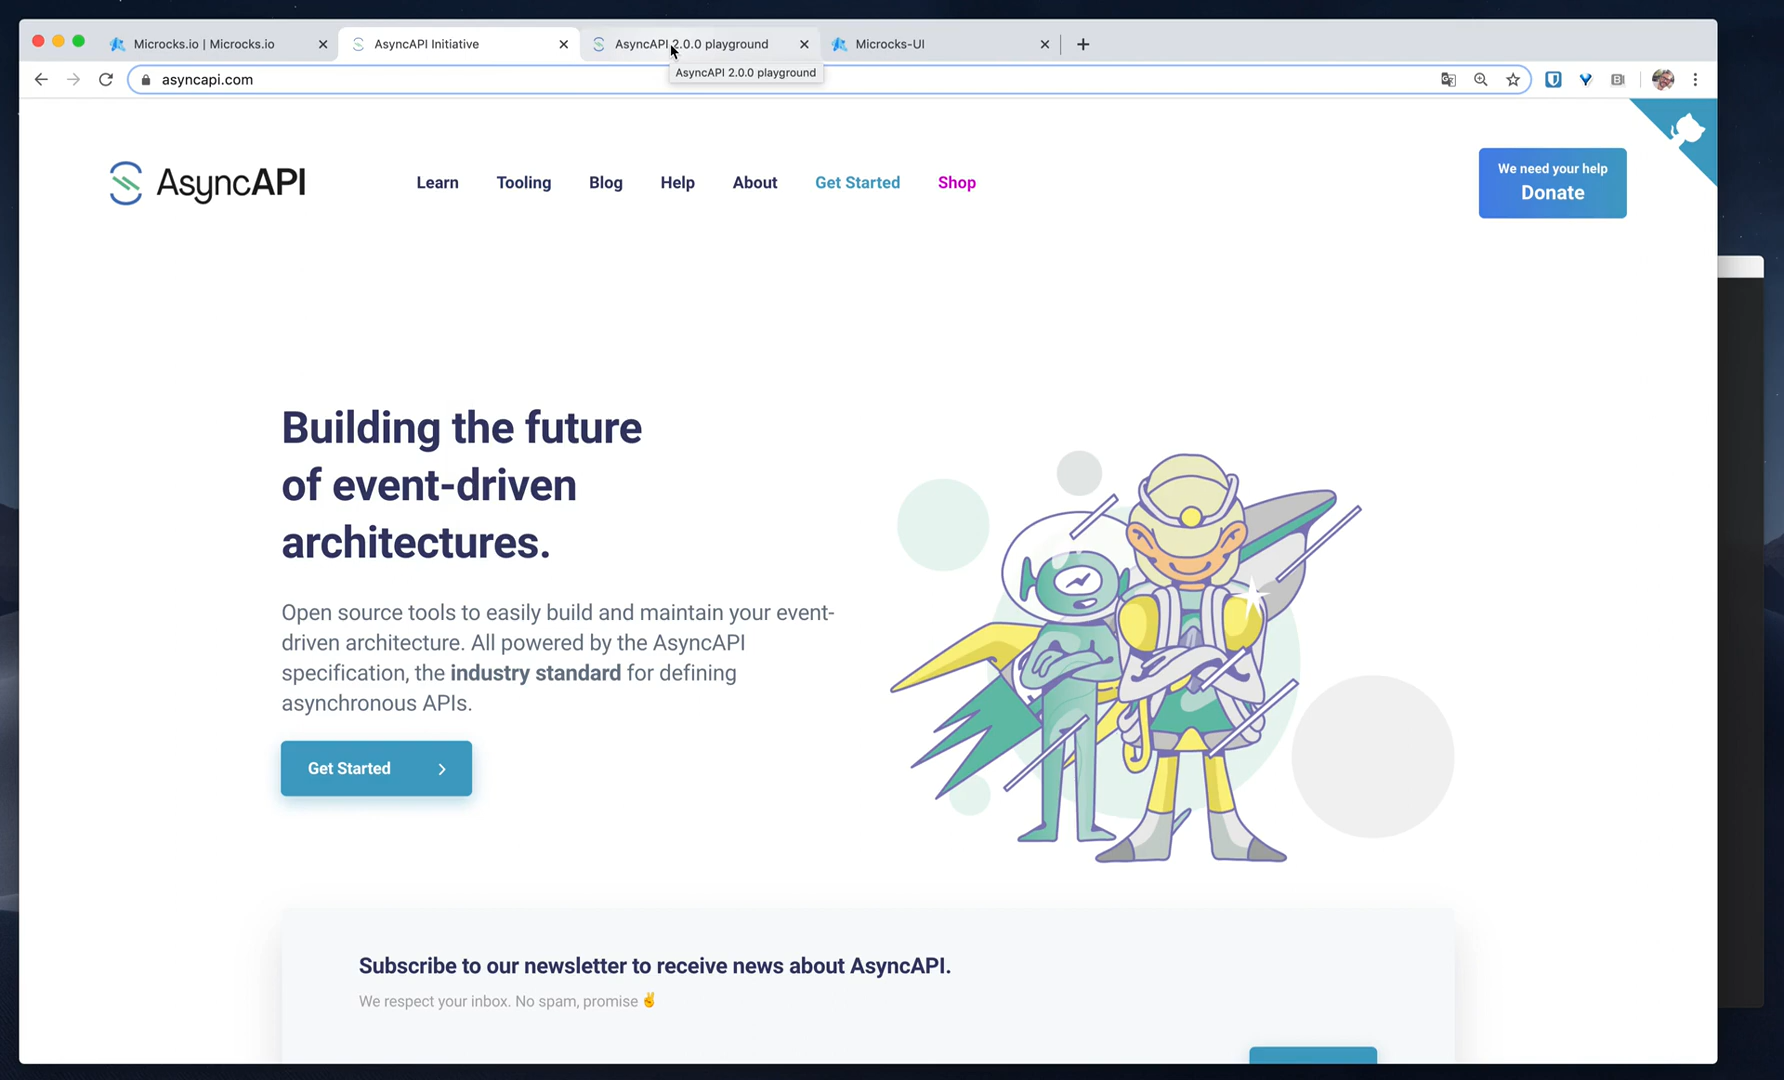 Microcks.io | Microcks.io
AsyncAPI Initiative
AsyncAPI 2.0.0 playground
Microcks-UI
asyncapi.com
AsyncAPI 2.0.0 playground
AsyncAPI
Learn
Tooling
Blog
Help
About
Get Started
Shop
We need your help
Donate
Building the future
of event-driven
architectures.
Open source tools to easily build and maintain your event-
driven architecture. All powered by the AsyncAPI
specification, the industry standard for defining
asynchronous APIs.
Get Started
Subscribe to our newsletter to receive news about AsyncAPI.
We respect your inbox. No spam, promise ✌